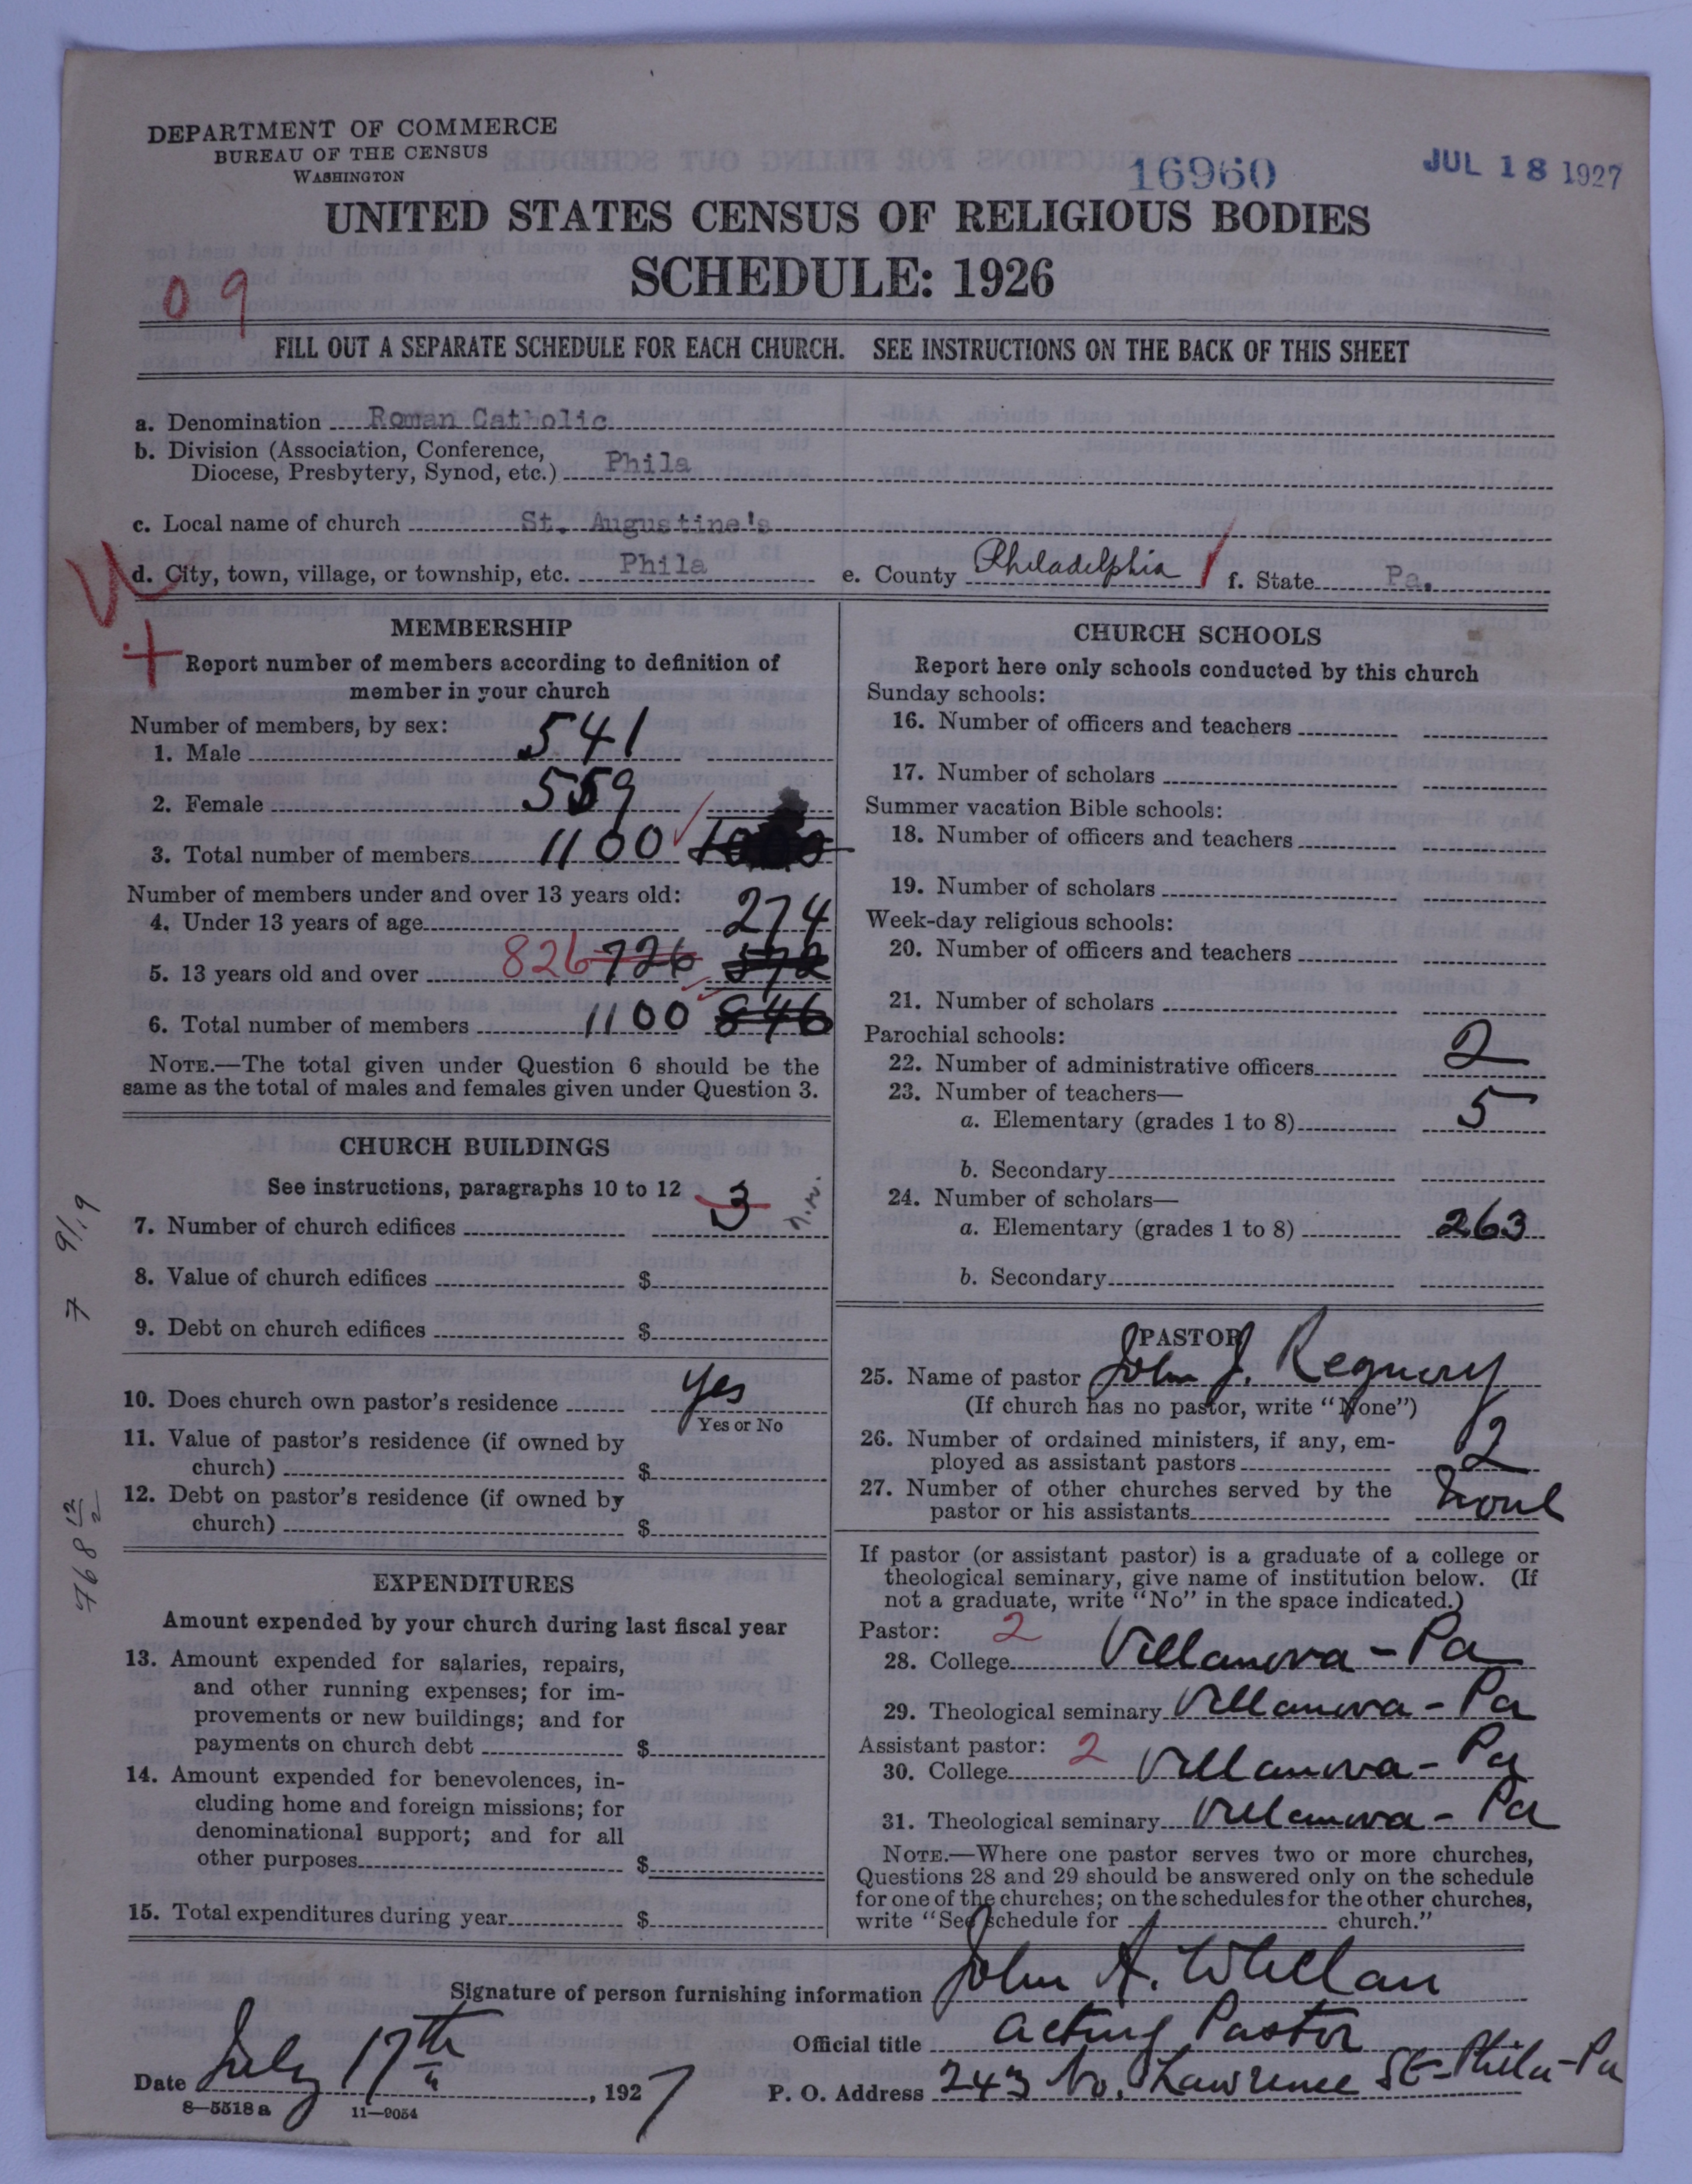 DEPARTMENT OF COMMERCE
BUREAU OF THE CENSUS
WASHINGTON
16960
JUL 18 1927
UNITED STATES CENSUS OF RELIGIOUS BODIES
SCHEDULE: 1926
09
FILL OUT A SEPARATE SCHEDULE FOR EACH CHURCH. SEE INSTRUCTIONS ON THE BACK OF THIS SHEET
a. Denomination Roman Catholic
b. Division (Association, Conference,
Diocese, Presbytery, Synod, etc.) Phila
c. Local name of church St. Augustine's
d. City, town, village, or township, etc. Phila e. County Philadelphia f. State Pa.
MEMBERSHIP
Report number of members according to definition of
member in your church
Number of members, by sex:
1. Male 541
2. Female 559
3. Total number of members 1100
Number of members under and over 13 years old:
4. Under 13 years of age 274
5. 13 years old and over 826 726 572
6. Total number of members 1100 846
NOTE.—The total given under Question 6 should be the
same as the total of males and females given under Question 3.
CHURCH BUILDINGS
See instructions, paragraphs 10 to 12
7. Number of church edifices 3
8. Value of church edifices $
9. Debt on church edifices $
10. Does church own pastor's residence Yes
Yes or No
11. Value of pastor's residence (if owned by
church) $
12. Debt on pastor's residence (if owned by
church) $
EXPENDITURES
Amount expended by your church during last fiscal year
13. Amount expended for salaries, repairs,
and other running expenses; for im-
provements or new buildings; and for
payments on church debt $
14. Amount expended for benevolences, in-
cluding home and foreign missions; for
denominational support; and for all
other purposes $
15. Total expenditures during year $
CHURCH SCHOOLS
Report here only schools conducted by this church
Sunday schools:
16. Number of officers and teachers
17. Number of scholars
Summer vacation Bible schools:
18. Number of officers and teachers
19. Number of scholars
Week-day religious schools:
20. Number of officers and teachers
21. Number of scholars
Parochial schools:
22. Number of administrative officers 2
23. Number of teachers—
a. Elementary (grades 1 to 8) 5
b. Secondary
24. Number of scholars—
a. Elementary (grades 1 to 8) 263
b. Secondary
PASTOR
25. Name of pastor John J. Regnery
(If church has no pastor, write "None")
26. Number of ordained ministers, if any, em-
ployed as assistant pastors 2
27. Number of other churches served by the
pastor or his assistants None
If pastor (or assistant pastor) is a graduate of a college or
theological seminary, give name of institution below. (If
not a graduate, write "No" in the space indicated.)
Pastor: 2
28. College Villanova - Pa
29. Theological seminary Villanova - Pa
Assistant pastor: 2
30. College Villanova - Pa
31. Theological seminary Villanova - Pa
NOTE.—Where one pastor serves two or more churches,
Questions 28 and 29 should be answered only on the schedule
for one of the churches; on the schedules for the other churches,
write "See schedule for church."
Signature of person furnishing information John A. Whelan
Official title Acting Pastor
Date July 17th, 1927 P. O. Address 243 No. Lawrence St - Phila - Pa
8—5518a 11—9054
7 9/19
768 12/2